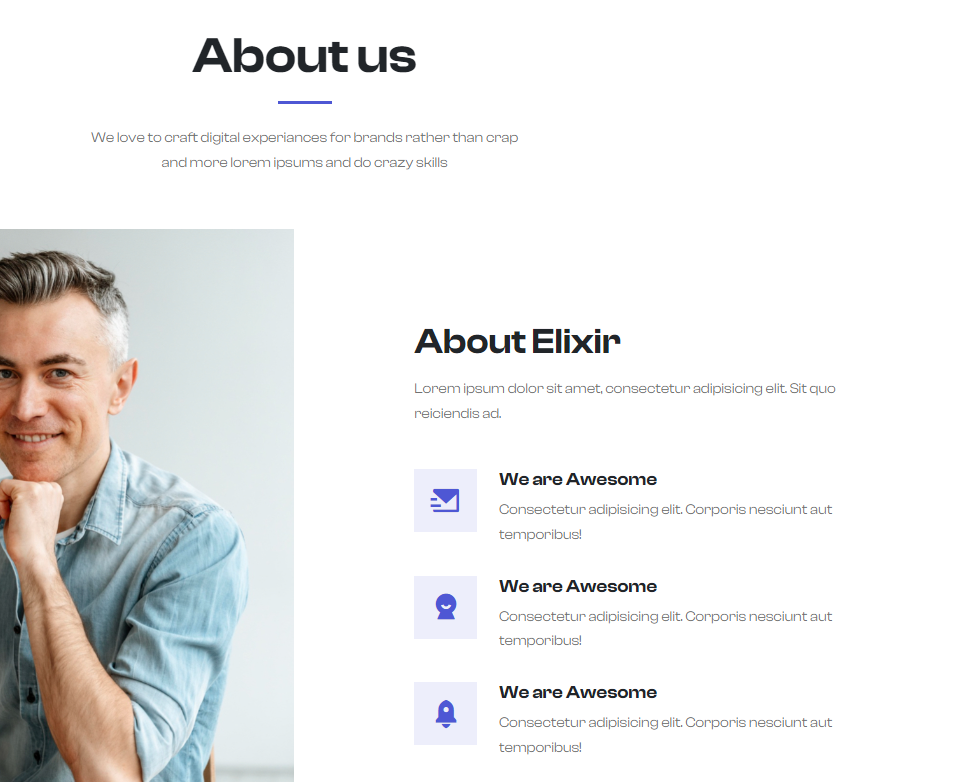 About us
We love to craft digital experiances for brands rather than crap
and more lorem ipsums and do crazy skills
About Elixir
Lorem ipsum dolor sit amet, consectetur adipisicing elit. Sit quo
reiciendis ad.
We are Awesome
Consectetur adipisicing elit. Corporis nesciunt aut
temporibus!
We are Awesome
Consectetur adipisicing elit. Corporis nesciunt aut
temporibus!
We are Awesome
Consectetur adipisicing elit. Corporis nesciunt aut
temporibus!